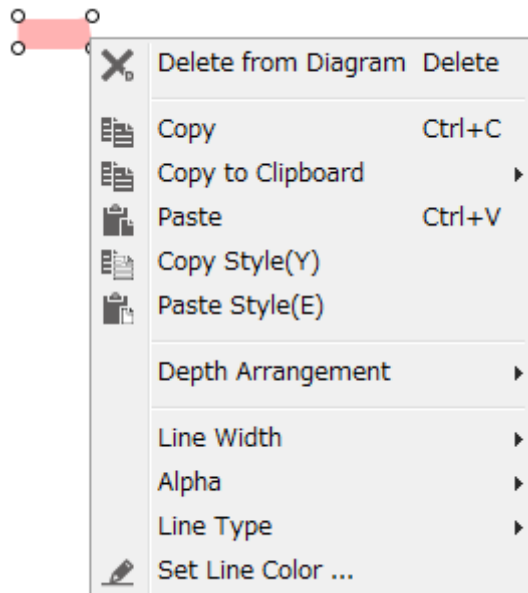 Delete from Diagram Delete
Copy Ctrl+C
Copy to Clipboard
Paste Ctrl+V
Copy Style(Y)
Paste Style(E)
Depth Arrangement
Line Width
Alpha
Line Type
Set Line Color ...